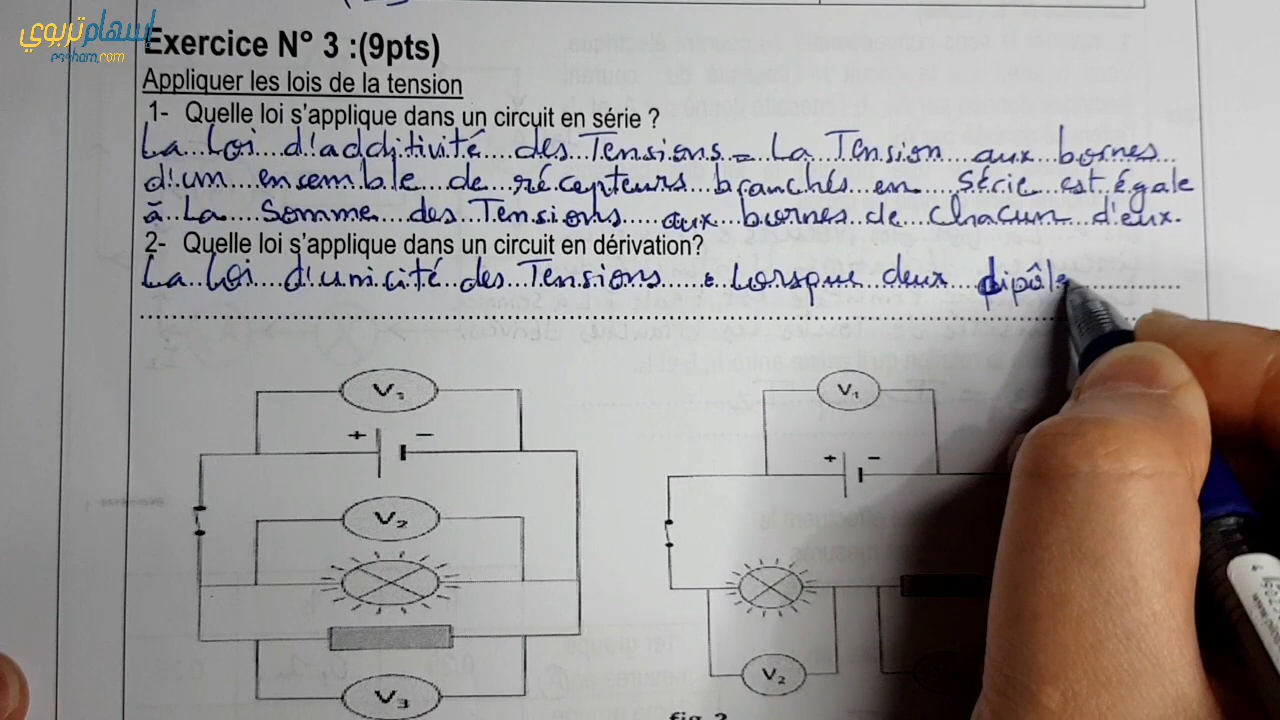 إسهام تربوي
essham.com
Exercice N° 3 :(9pts)
Appliquer les lois de la tension
1- Quelle loi s'applique dans un circuit en série ?
La Loi d'additivité des Tensions = La Tension aux bornes
d'un ensemble de récepteurs branchés en Série est égale
à La Somme des Tensions aux bornes de chacun d'eux.
2- Quelle loi s'applique dans un circuit en dérivation?
La Loi d'unicité des Tensions : Lorsque deux dipôle
V₁
V₁
+ −
+ −
V₂
V₂
V₃
fig 2